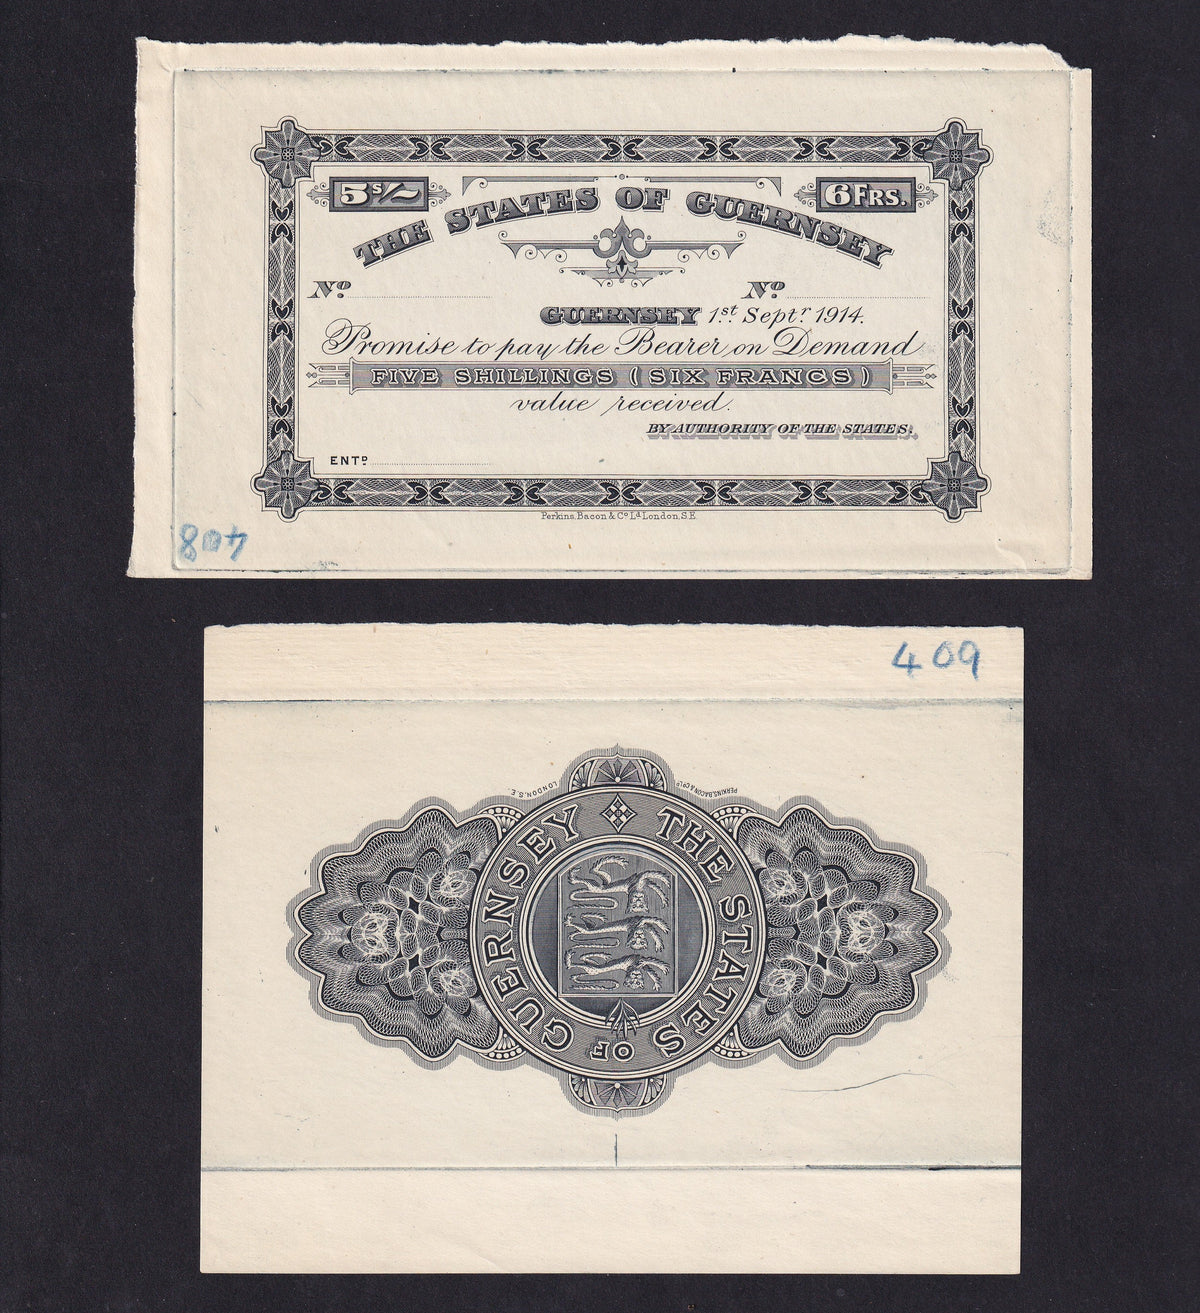 5s/- 6FRS.
THE STATES OF GUERNSEY
No. No.
GUERNSEY 1st. Septr. 1914.
Promise to pay the Bearer on Demand
FIVE SHILLINGS (SIX FRANCS)
value received.
BY AUTHORITY OF THE STATES.
ENTD
Perkins, Bacon & Co Ld London, S.E.
408
409
PERKINS, BACON & CO LD LONDON, S.E.
THE STATES OF GUERNSEY